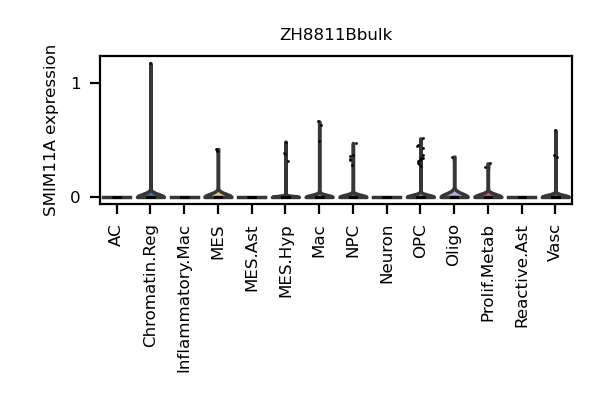 ZH8811Bbulk
SMIM11A expression
1
0
AC
Chromatin.Reg
Inflammatory.Mac
MES
MES.Ast
MES.Hyp
Mac
NPC
Neuron
OPC
Oligo
Prolif.Metab
Reactive.Ast
Vasc